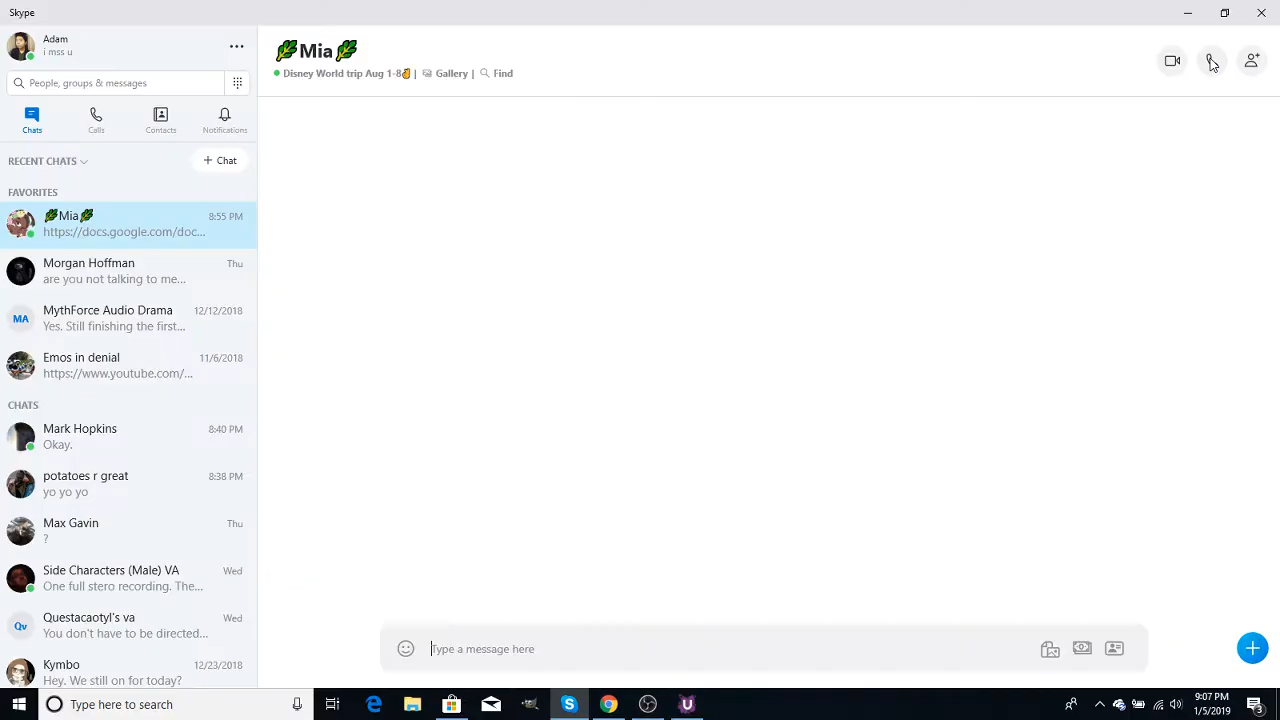 Skype
Adam
i mss u
People, groups & messages
Chats
Calls
Contacts
Notifications
RECENT CHATS
+ Chat
FAVORITES
Mia
8:55 PM
https://docs.google.com/doc...
Morgan Hoffman
Thu
are you not talking to me...
MA
MythForce Audio Drama
12/12/2018
Yes. Still finishing the first...
Emos in denial
11/6/2018
https://www.youtube.com/...
CHATS
Mark Hopkins
8:40 PM
Okay.
potatoes r great
8:38 PM
yo yo yo
Max Gavin
Thu
?
Side Characters (Male) VA
Wed
One full stero recording. The...
Qv
Questacaotyl's va
Wed
You don't have to be directed...
Kymbo
12/23/2018
Hey. We still on for today?
Mia
Disney World trip Aug 1-8 | Gallery | Find
Type a message here
Type here to search
9:07 PM
1/5/2019
3